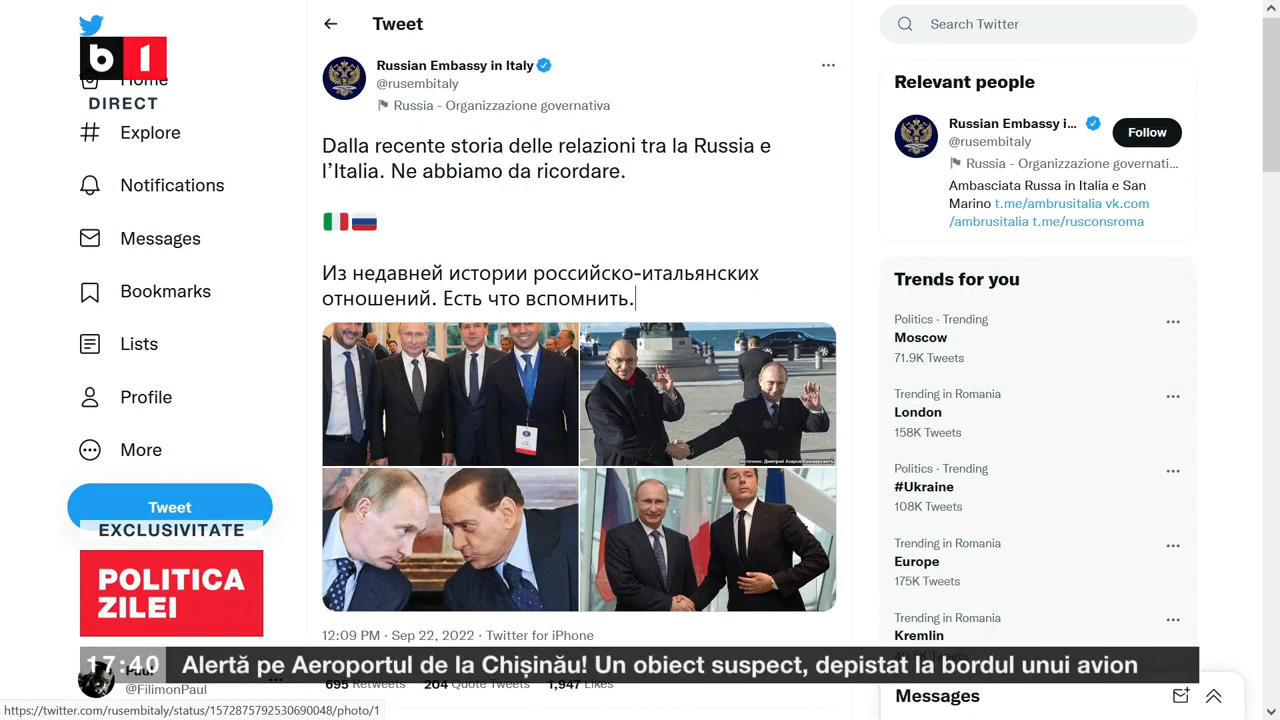 b1
DIRECT
Home
Explore
Notifications
Messages
Bookmarks
Lists
Profile
More
Tweet
EXCLUSIVITATE
POLITICA
ZILEI
Paul
@FilimonPaul
Tweet
Russian Embassy in Italy
@rusembitaly
Russia - Organizzazione governativa
Dalla recente storia delle relazioni tra la Russia e
l’Italia. Ne abbiamo da ricordare.
Из недавней истории российско-итальянских
отношений. Есть что вспомнить.
Источник: Дмитрий Азаров Коммерсантъ
12:09 PM · Sep 22, 2022 · Twitter for iPhone
695 Retweets 204 Quote Tweets 1,947 Likes
Search Twitter
Relevant people
Russian Embassy i...
@rusembitaly
Follow
Russia - Organizzazione governati...
Ambasciata Russa in Italia e San
Marino t.me/ambrusitalia vk.com
/ambrusitalia t.me/rusconsroma
Trends for you
Politics · Trending
Moscow
71.9K Tweets
Trending in Romania
London
158K Tweets
Politics · Trending
#Ukraine
108K Tweets
Trending in Romania
Europe
175K Tweets
Trending in Romania
Kremlin
Messages
17:40 Alertă pe Aeroportul de la Chișinău! Un obiect suspect, depistat la bordul unui avion
https://twitter.com/rusembitaly/status/1572875792530690048/photo/1